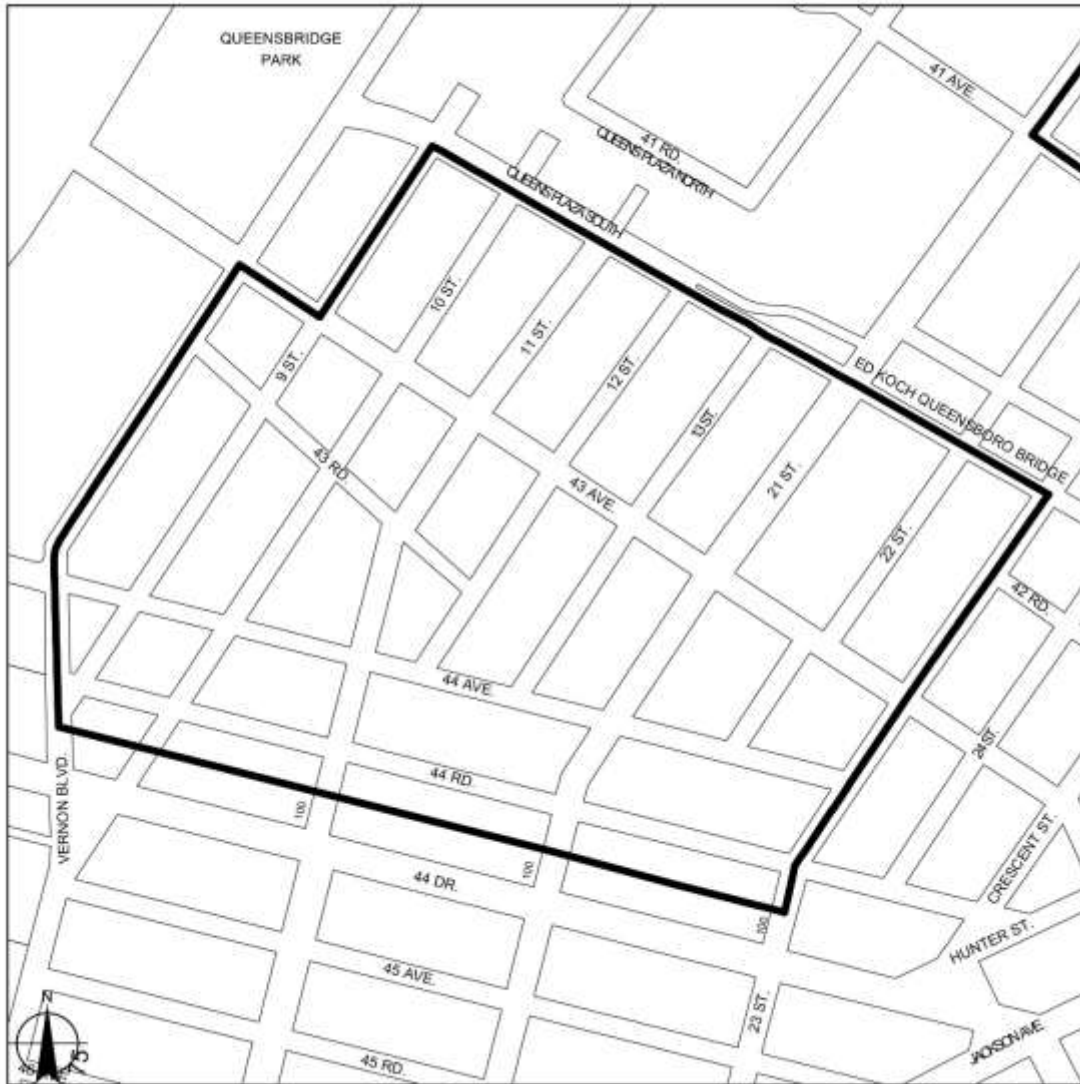 QUEENSBRIDGE
PARK
41 AVE.
41 RD.
QUEENS PLAZA NORTH
QUEENS PLAZA SOUTH
10 ST.
11 ST.
12 ST.
13 ST.
ED KOCH QUEENSBORO BRIDGE
9 ST.
43 RD.
43 AVE.
21 ST.
22 ST.
42 RD.
44 AVE.
24 ST.
44 RD.
VERNON BLVD.
100
100
100
CRESCENT ST.
44 DR.
HUNTER ST.
45 AVE.
23 ST.
JACKSON AVE.
45 RD.
N